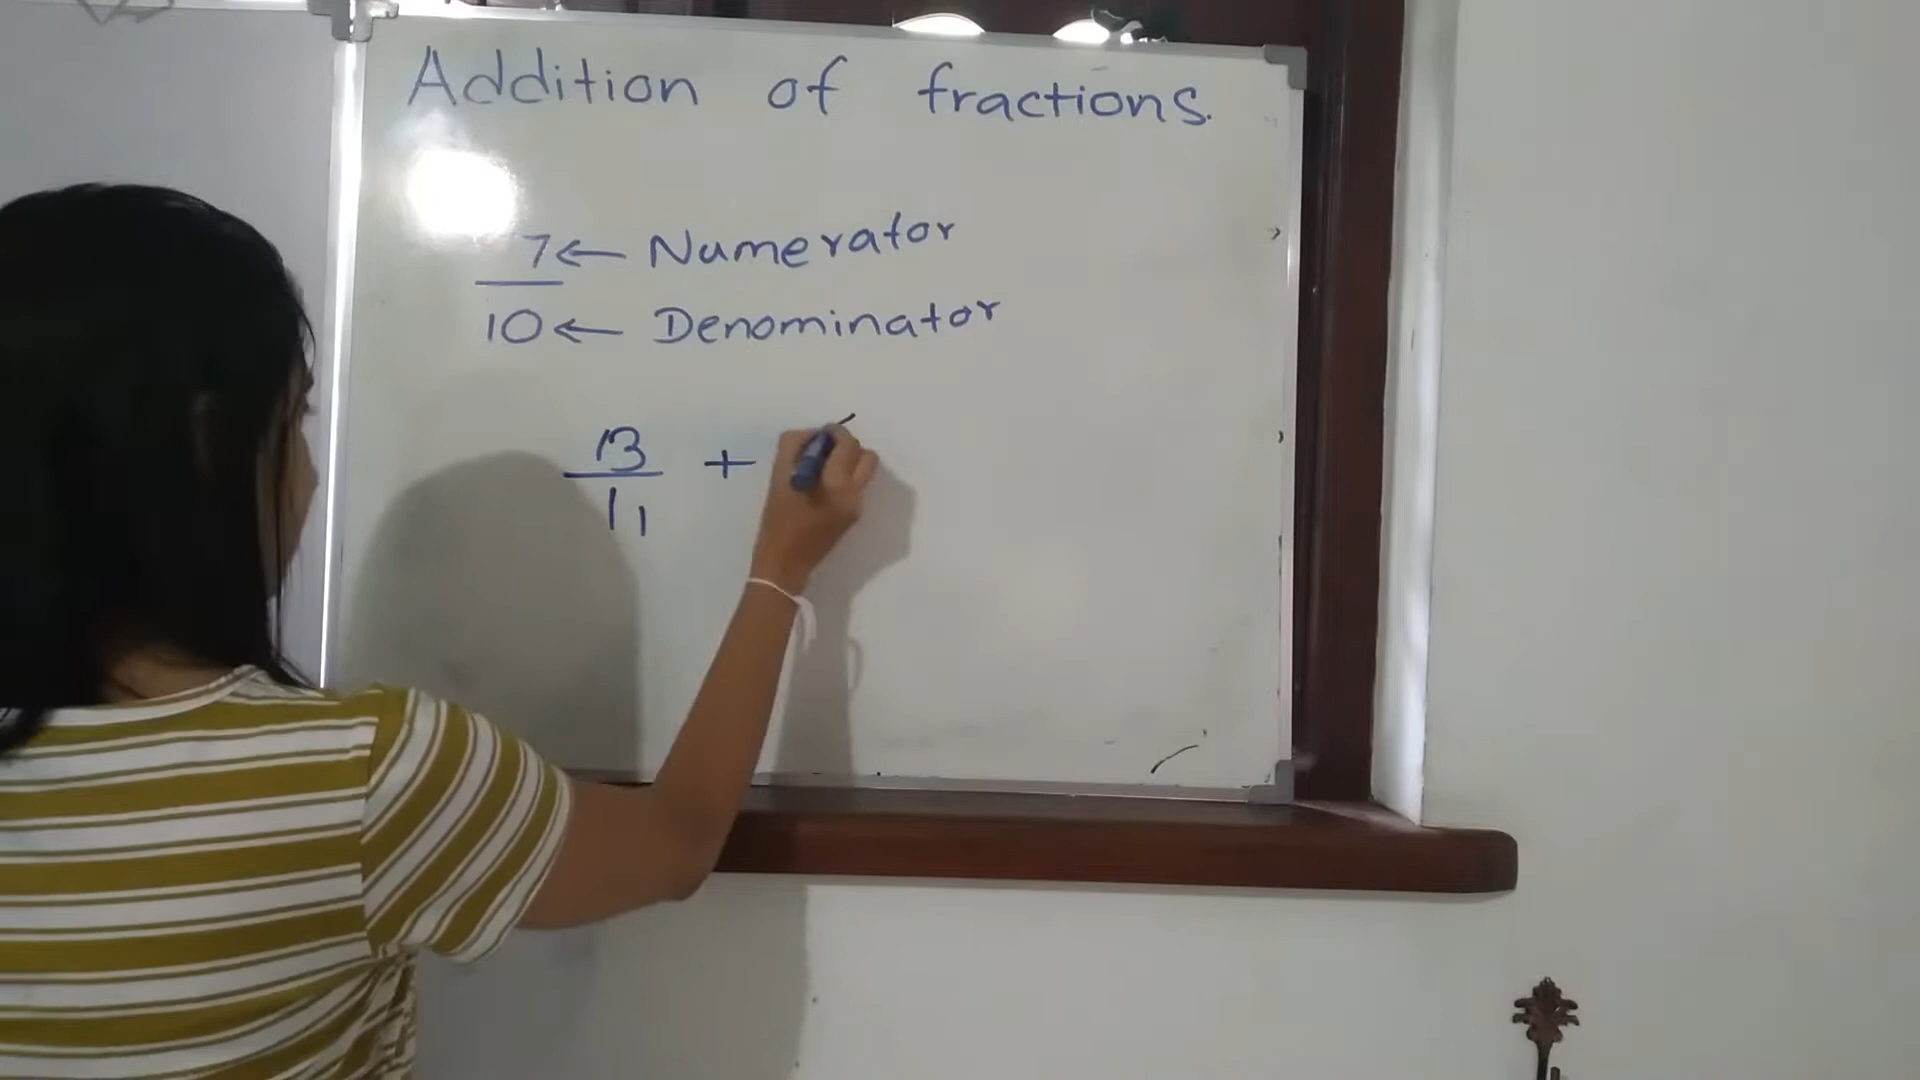 Addition of fractions.
7 ← Numerator
10 ← Denominator
13 +
11